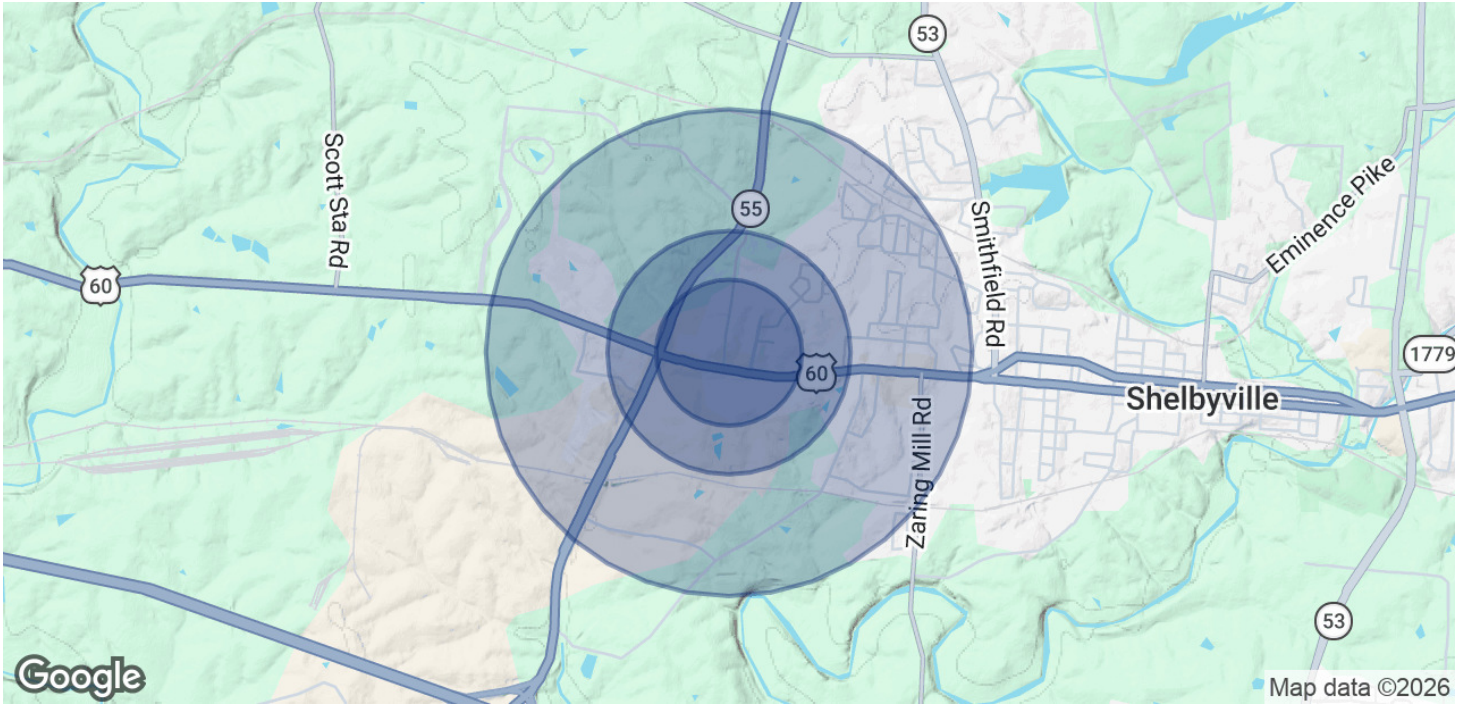 53
Scott Sta Rd
55
Smithfield Rd
Eminence Pike
60
60
1779
Shelbyville
Zaring Mill Rd
53
Google
Map data ©2026